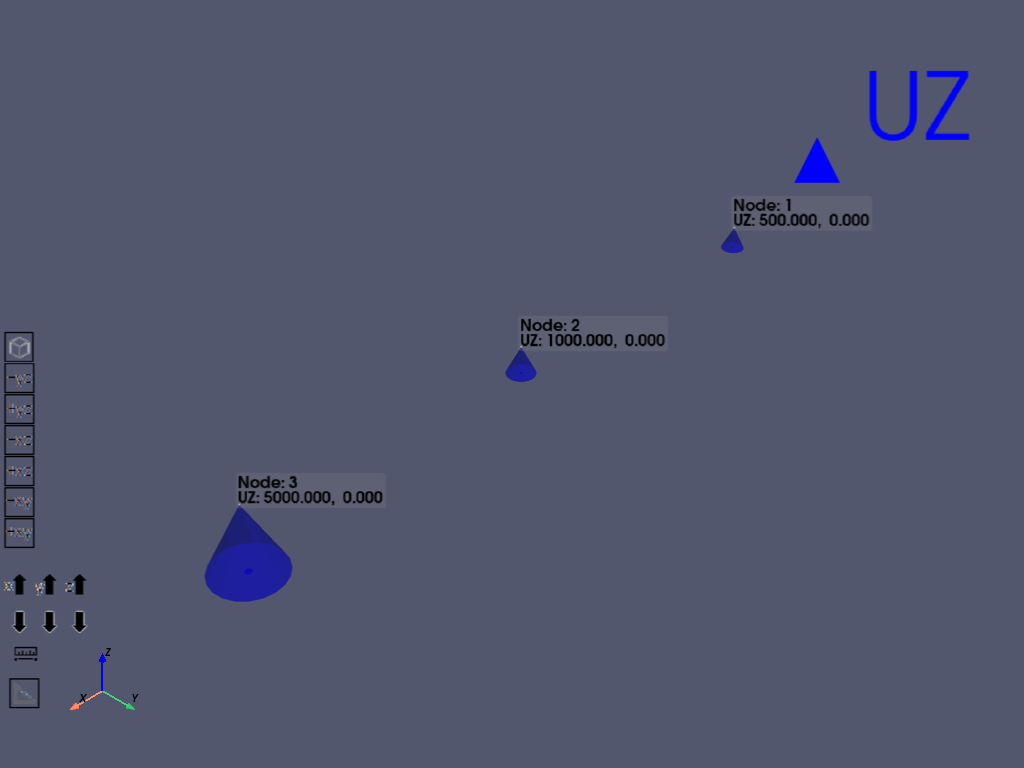 UZ
Node: 1
UZ: 500.000, 0.000
Node: 2
UZ: 1000.000, 0.000
Node: 3
UZ: 5000.000, 0.000
-yz
+yz
-xz
+xz
-xy
+xy
x y z
Z
X Y